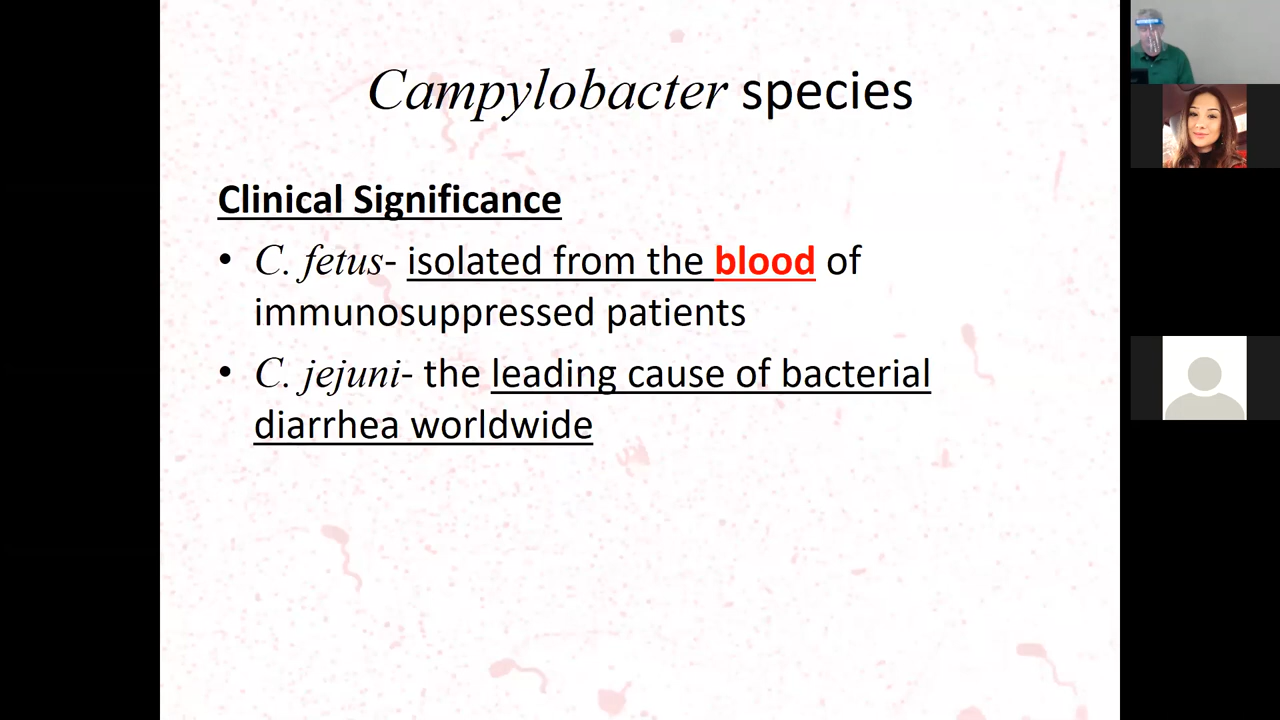 Campylobacter species
Clinical Significance
• C. fetus- isolated from the blood of
immunosuppressed patients
• C. jejuni- the leading cause of bacterial
diarrhea worldwide